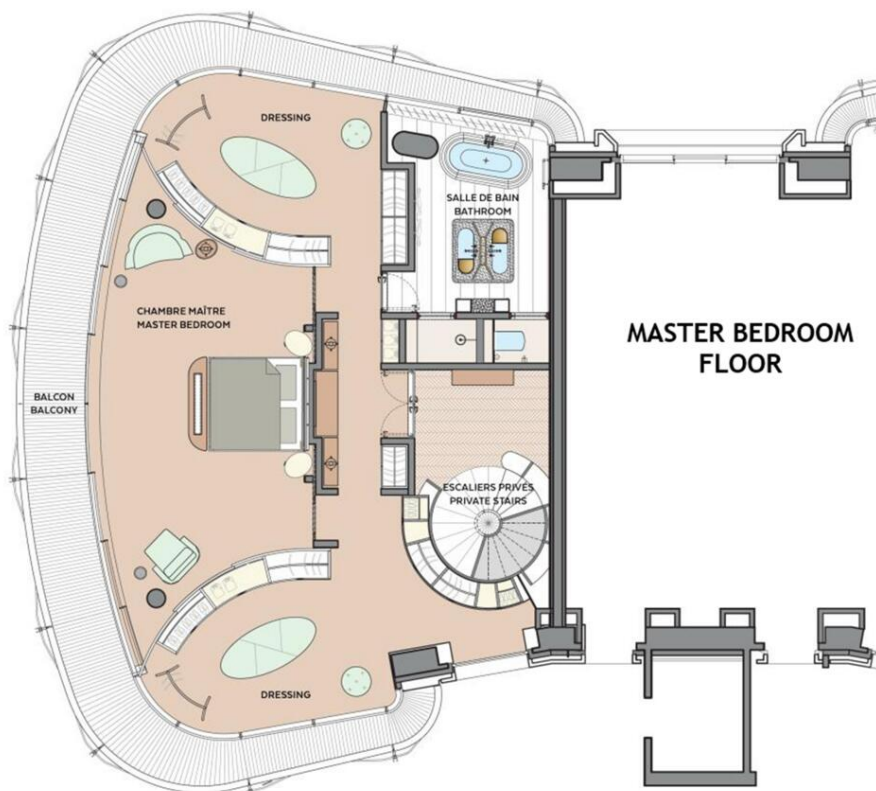 DRESSING
SALLE DE BAIN
BATHROOM
CHAMBRE MAÎTRE
MASTER BEDROOM
MASTER BEDROOM
FLOOR
BALCON
BALCONY
ESCALIERS PRIVÉS
PRIVATE STAIRS
DRESSING